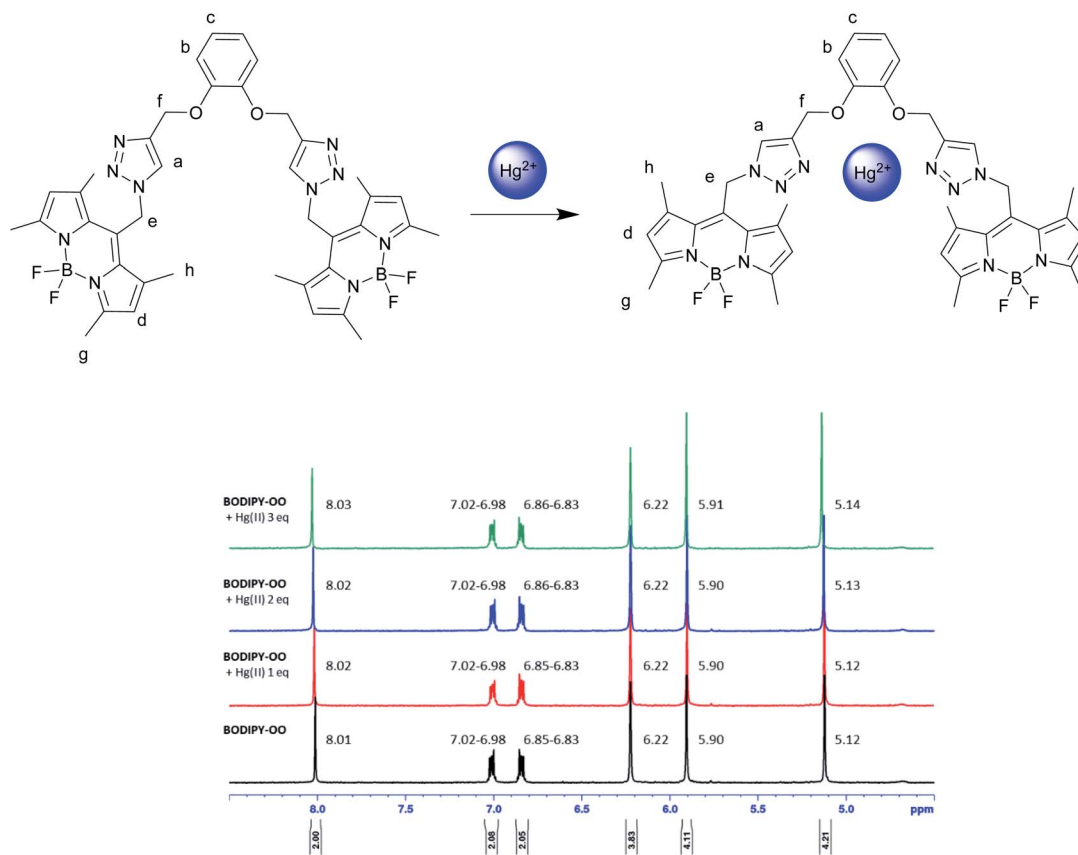 c
b
f
O
O
N
N
N
a
N
N
N
e
N
N
B
F
F
h
d
g
N
N
B
F
F
Hg2+
c
b
f
O
O
a
N
N
N
Hg2+
N
N
N
h
e
d
g
N
N
B
F
F
N
N
B
F
F
BODIPY-OO
+ Hg(II) 3 eq
8.03 7.02-6.98 6.86-6.83 6.22 5.91 5.14
BODIPY-OO
+ Hg(II) 2 eq
8.02 7.02-6.98 6.86-6.83 6.22 5.90 5.13
BODIPY-OO
+ Hg(II) 1 eq
8.02 7.02-6.98 6.85-6.83 6.22 5.90 5.12
BODIPY-OO
8.01 7.02-6.98 6.85-6.83 6.22 5.90 5.12
8.0 7.5 7.0 6.5 6.0 5.5 5.0 ppm
2.00 2.08 2.05 3.83 4.11 4.21